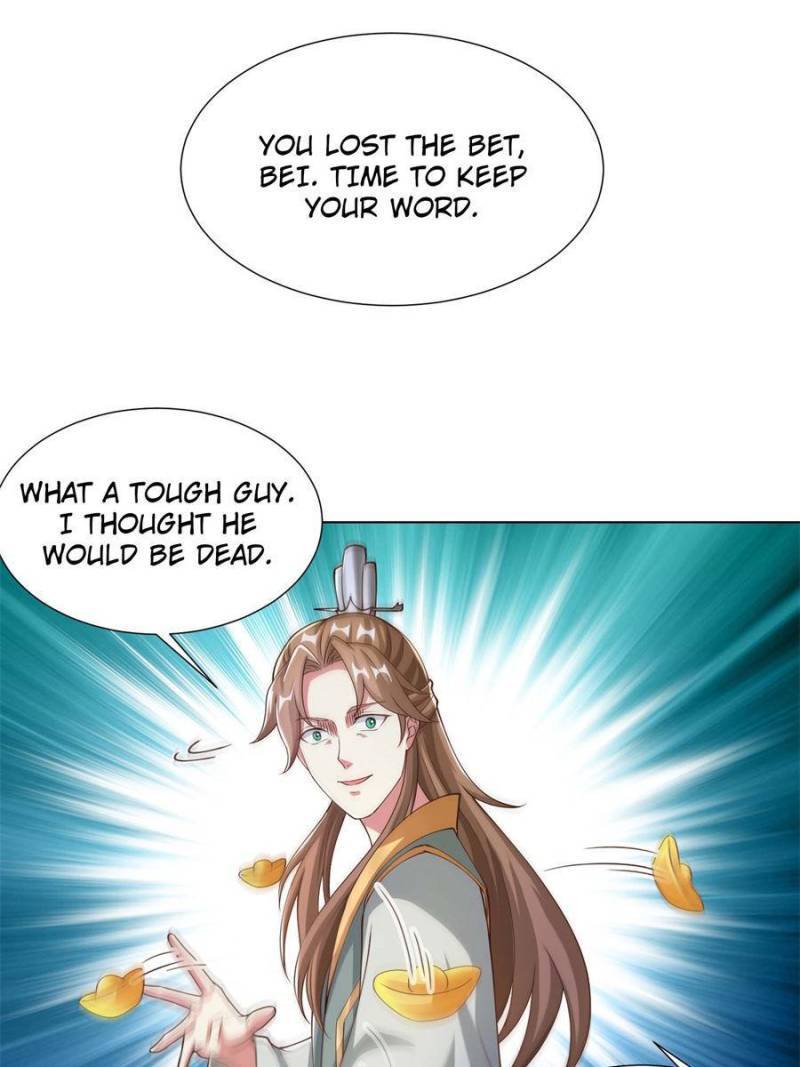 YOU LOST THE BET,
BEI. TIME TO KEEP
YOUR WORD.
WHAT A TOUGH GUY.
I THOUGHT HE
WOULD BE DEAD.